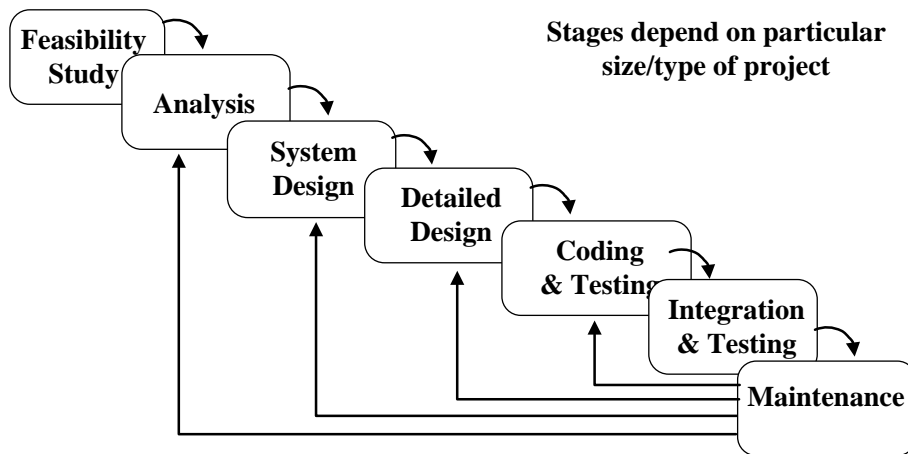 Feasibility
Study
Stages depend on particular
size/type of project
Analysis
System
Design
Detailed
Design
Coding
& Testing
Integration
& Testing
Maintenance